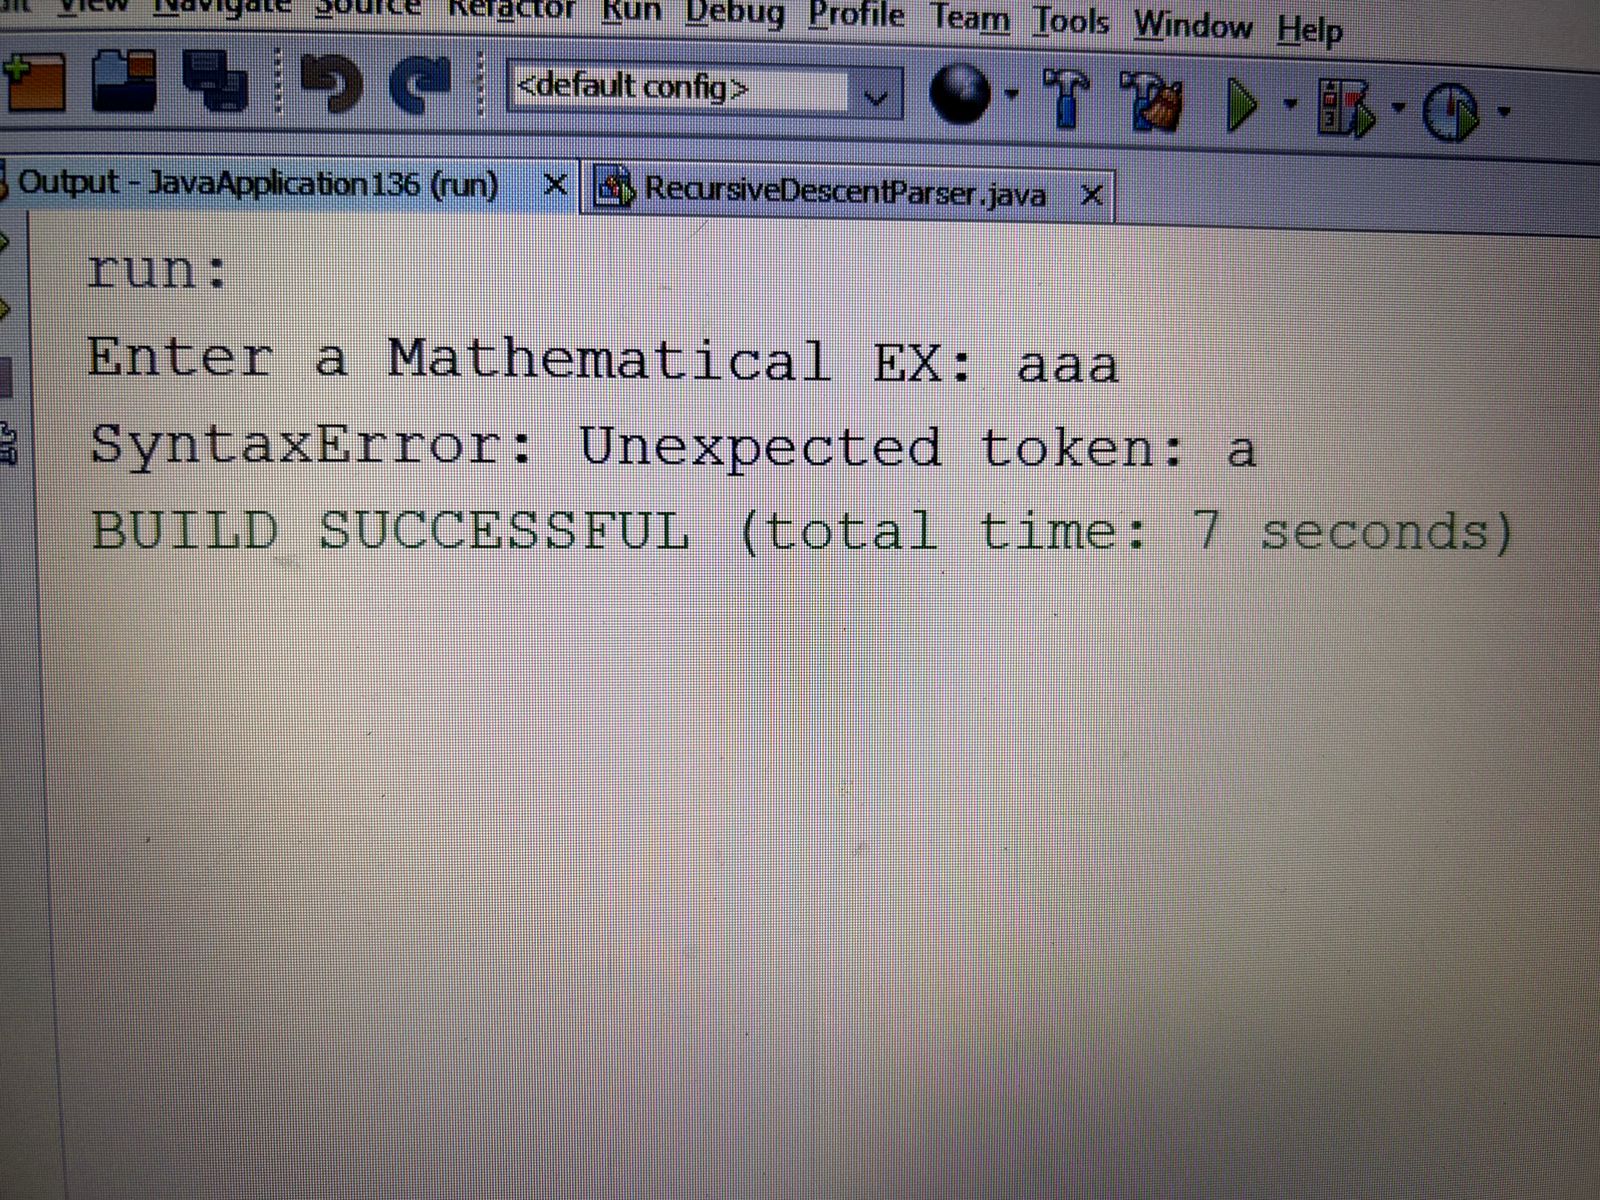 View Navigate Source Refactor Run Debug Profile Team Tools Window Help
<default config>
Output - JavaApplication136 (run) RecursiveDescentParser.java
run:
Enter a Mathematical EX: aaa
SyntaxError: Unexpected token: a
BUILD SUCCESSFUL (total time: 7 seconds)